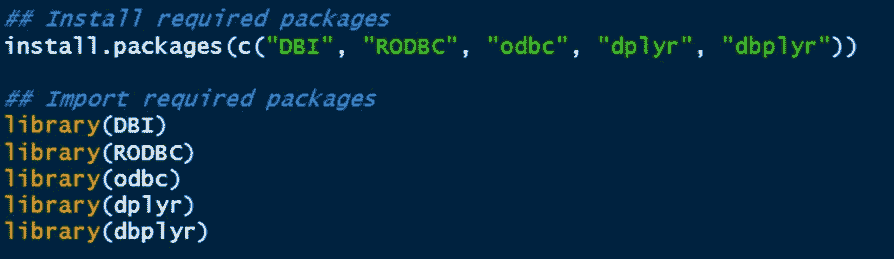 ## Install required packages
install.packages(c("DBI", "RODBC", "odbc", "dplyr", "dbplyr"))
## Import required packages
library(DBI)
library(RODBC)
library(odbc)
library(dplyr)
library(dbplyr)